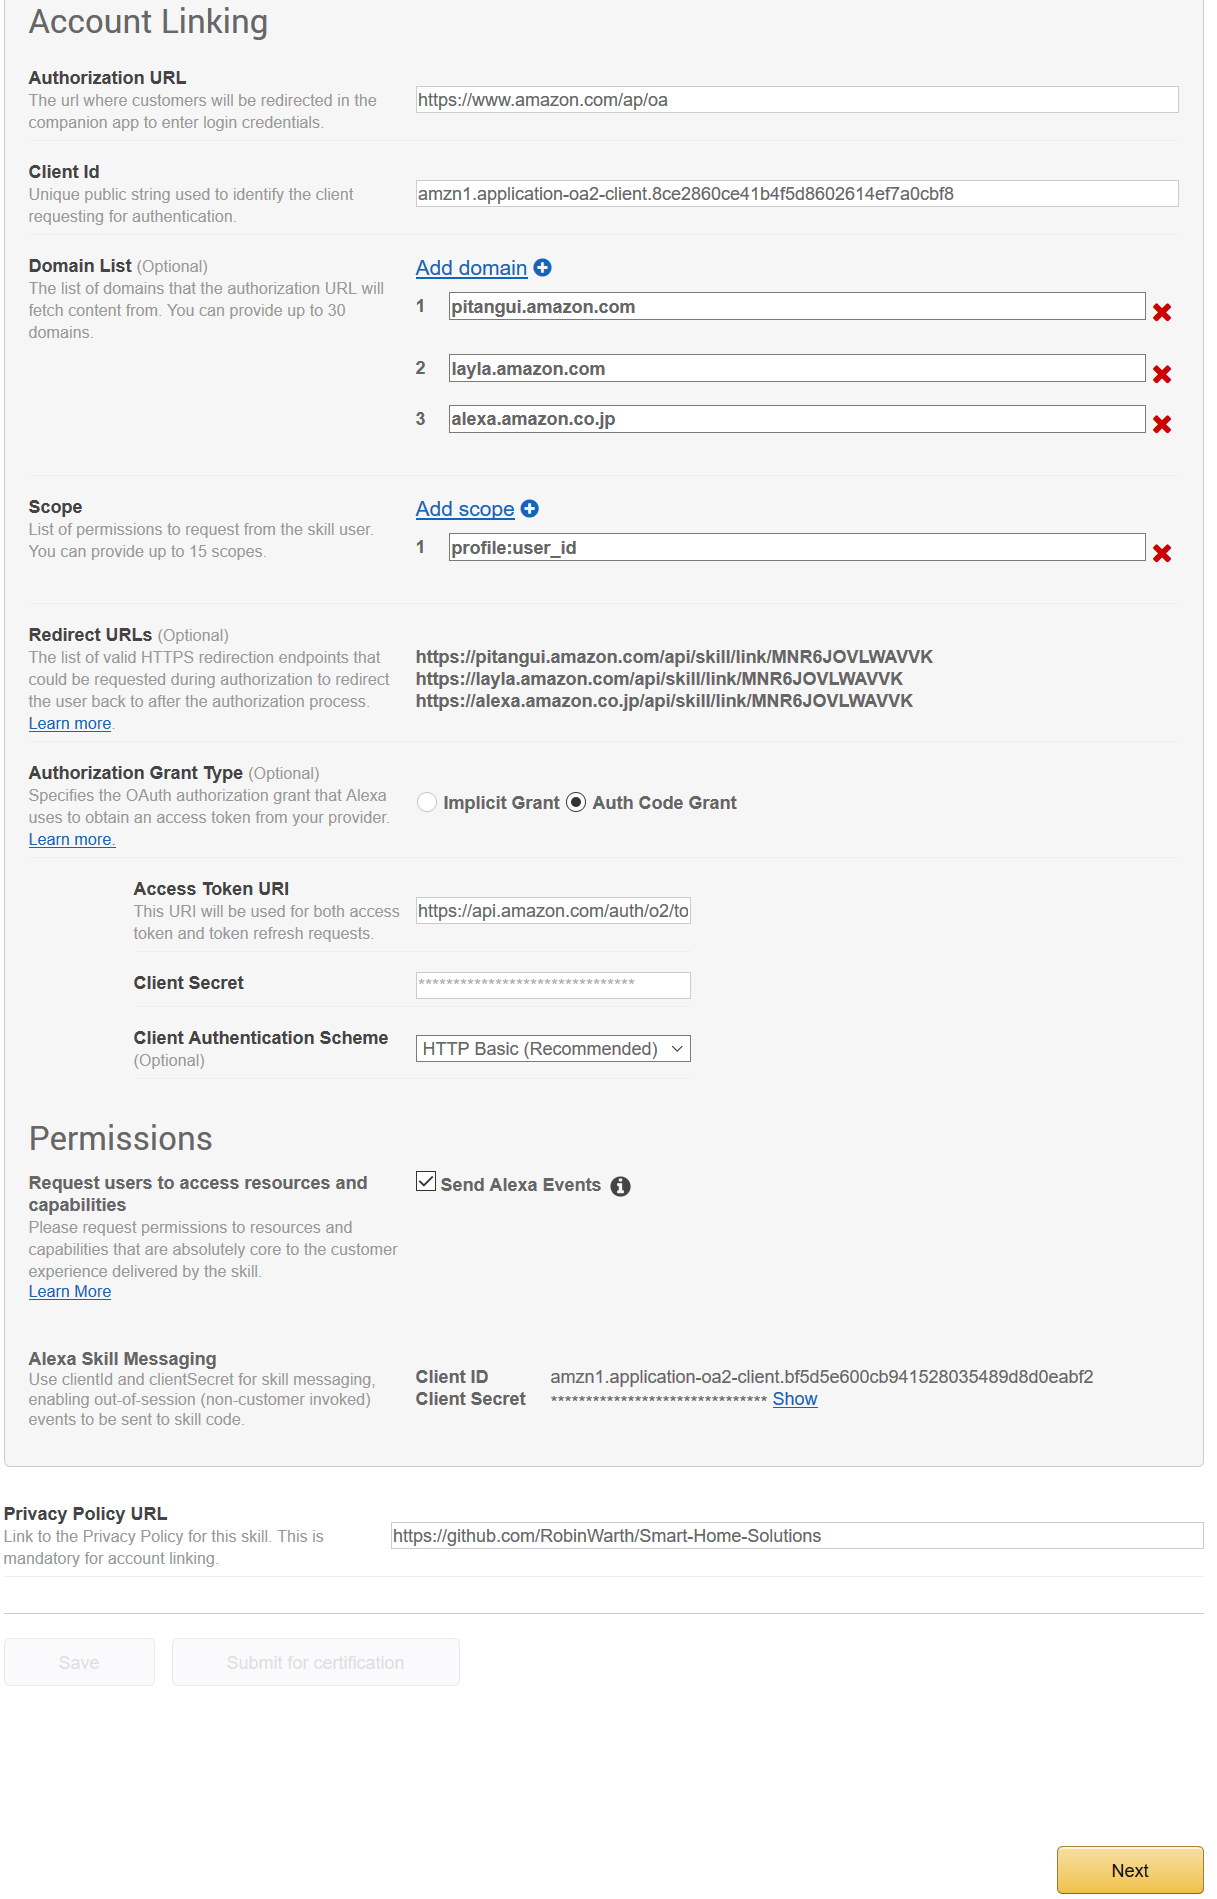 Account Linking
Authorization URL
The url where customers will be redirected in the
companion app to enter login credentials.
https://www.amazon.com/ap/oa
Client Id
Unique public string used to identify the client
requesting for authentication.
amzn1.application-oa2-client.8ce2860ce41b4f5d8602614ef7a0cbf8
Domain List (Optional)
The list of domains that the authorization URL will
fetch content from. You can provide up to 30
domains.
Add domain
1 pitangui.amazon.com
2 layla.amazon.com
3 alexa.amazon.co.jp
Scope
List of permissions to request from the skill user.
You can provide up to 15 scopes.
Add scope
1 profile:user_id
Redirect URLs (Optional)
The list of valid HTTPS redirection endpoints that
could be requested during authorization to redirect
the user back to after the authorization process.
Learn more.
https://pitangui.amazon.com/api/skill/link/MNR6JOVLWAVVK
https://layla.amazon.com/api/skill/link/MNR6JOVLWAVVK
https://alexa.amazon.co.jp/api/skill/link/MNR6JOVLWAVVK
Authorization Grant Type (Optional)
Specifies the OAuth authorization grant that Alexa
uses to obtain an access token from your provider.
Learn more.
Implicit Grant Auth Code Grant
Access Token URI
This URI will be used for both access
token and token refresh requests.
https://api.amazon.com/auth/o2/to
Client Secret
*******************************
Client Authentication Scheme
(Optional)
HTTP Basic (Recommended)
Permissions
Request users to access resources and
capabilities
Please request permissions to resources and
capabilities that are absolutely core to the customer
experience delivered by the skill.
Learn More
Send Alexa Events
Alexa Skill Messaging
Use clientId and clientSecret for skill messaging,
enabling out-of-session (non-customer invoked)
events to be sent to skill code.
Client ID amzn1.application-oa2-client.bf5d5e600cb941528035489d8d0eabf2
Client Secret ******************************* Show
Privacy Policy URL
Link to the Privacy Policy for this skill. This is
mandatory for account linking.
https://github.com/RobinWarth/Smart-Home-Solutions
Save Submit for certification
Next